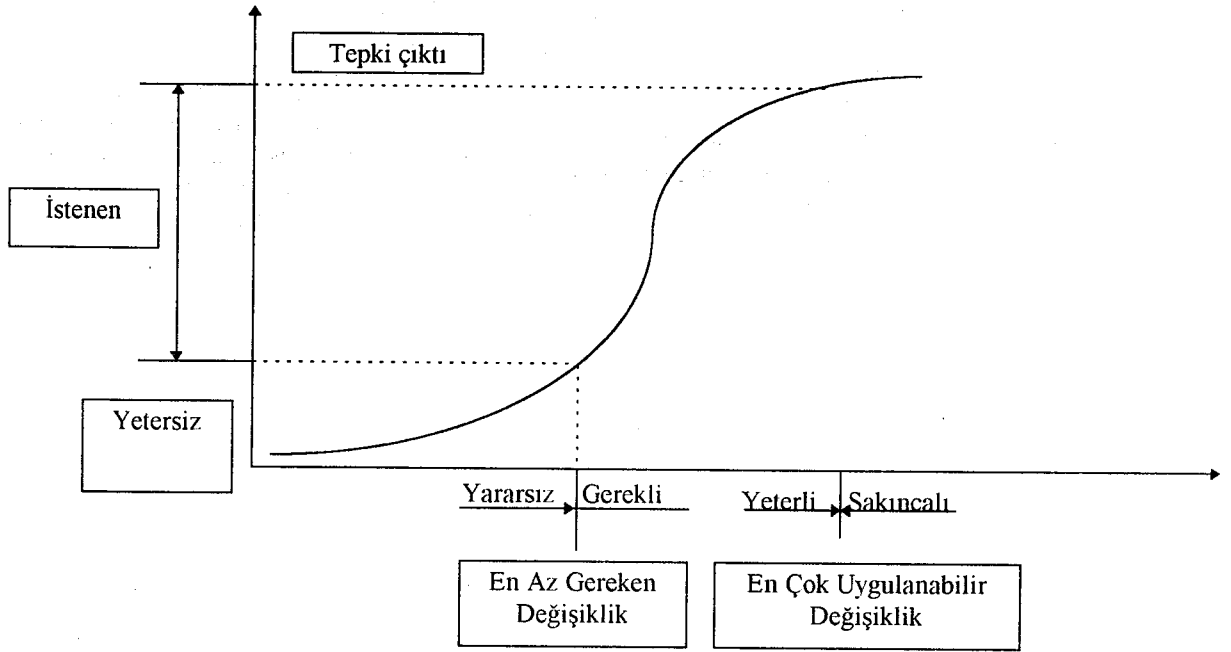 Tepki çıktı
İstenen
Yetersiz
Yararsız
Gerekli
Yeterli
Sakıncalı
En Az Gereken
Değişiklik
En Çok Uygulanabilir
Değişiklik